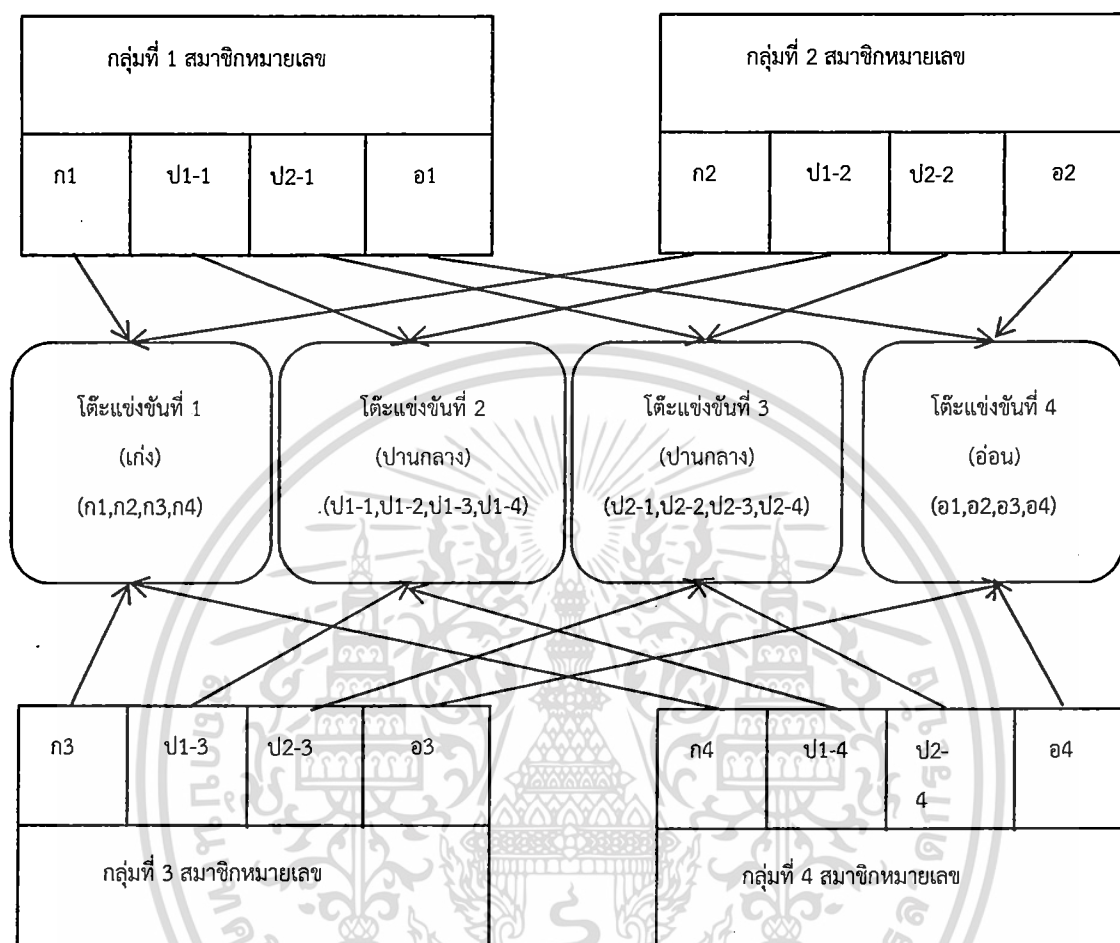 กลุ่มที่ 1 สมาชิกหมายเลข
ก1 ป1-1 ป2-1 อ1
กลุ่มที่ 2 สมาชิกหมายเลข
ก2 ป1-2 ป2-2 อ2
โต๊ะแข่งขันที่ 1
(เก่ง)
(ก1,ก2,ก3,ก4)
โต๊ะแข่งขันที่ 2
(ปานกลาง)
.(ป1-1,ป1-2,ป1-3,ป1-4)
โต๊ะแข่งขันที่ 3
(ปานกลาง)
(ป2-1,ป2-2,ป2-3,ป2-4)
โต๊ะแข่งขันที่ 4
(อ่อน)
(อ1,อ2,อ3,อ4)
ก3 ป1-3 ป2-3 อ3
กลุ่มที่ 3 สมาชิกหมายเลข
ก4 ป1-4 ป2-
4 อ4
กลุ่มที่ 4 สมาชิกหมายเลข